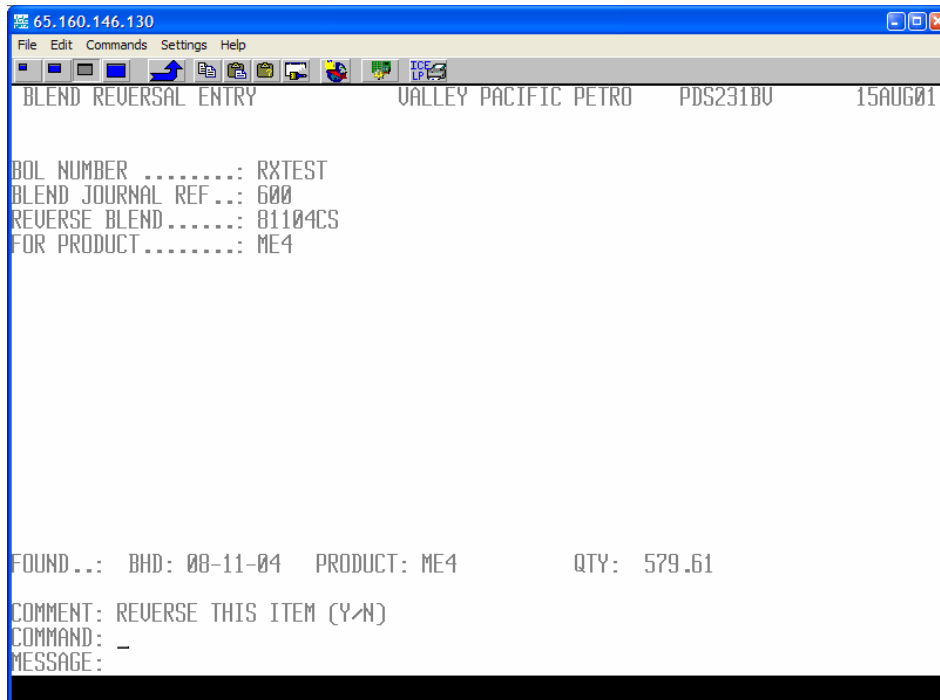 65.160.146.130
File Edit Commands Settings Help
ICE LP
BLEND REVERSAL ENTRY VALLEY PACIFIC PETRO PDS231BV 15AUG01
BOL NUMBER ........: RXTEST
BLEND JOURNAL REF..: 600
REVERSE BLEND......: 81104CS
FOR PRODUCT........: ME4
FOUND..: BHD: 08-11-04 PRODUCT: ME4 QTY: 579.61
COMMENT: REVERSE THIS ITEM (Y/N)
COMMAND: _
MESSAGE: